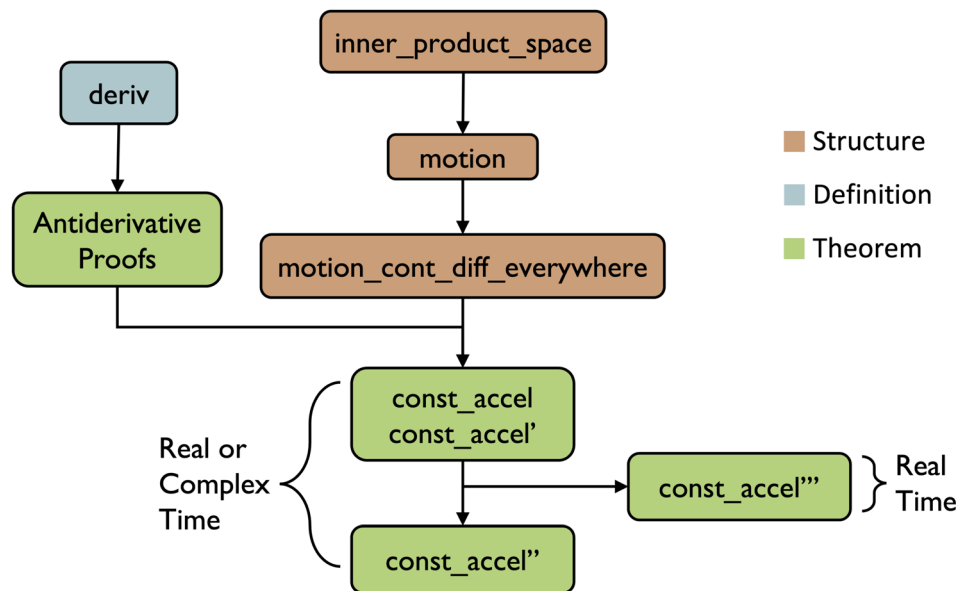 inner_product_space
deriv
motion
Structure
Definition
Theorem
Antiderivative
Proofs
motion_cont_diff_everywhere
const_accel
const_accel’
Real or
Complex
Time
const_accel’’’
Real
Time
const_accel’’